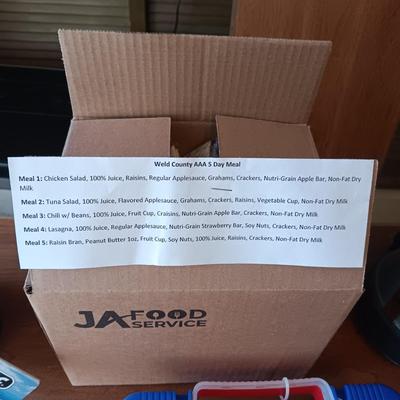 Weld County AAA 5 Day Meal
Meal 1: Chicken Salad, 100% Juice, Raisins, Regular Applesauce, Grahams, Crackers, Nutri-Grain Apple Bar, Non-Fat Dry
Milk
Meal 2: Tuna Salad, 100% Juice, Flavored Applesauce, Grahams, Crackers, Raisins, Vegetable Cup, Non-Fat Dry Milk
Meal 3: Chili w/ Beans, 100% Juice, Fruit Cup, Craisins, Nutri-Grain Apple Bar, Crackers, Non-Fat Dry Milk
Meal 4: Lasagna, 100% Juice, Regular Applesauce, Nutri-Grain Strawberry Bar, Soy Nuts, Crackers, Non-Fat Dry Milk
Meal 5: Raisin Bran, Peanut Butter 1oz, Fruit Cup, Soy Nuts, 100% Juice, Raisins, Crackers, Non-Fat Dry Milk
JA FOOD
SERVICE